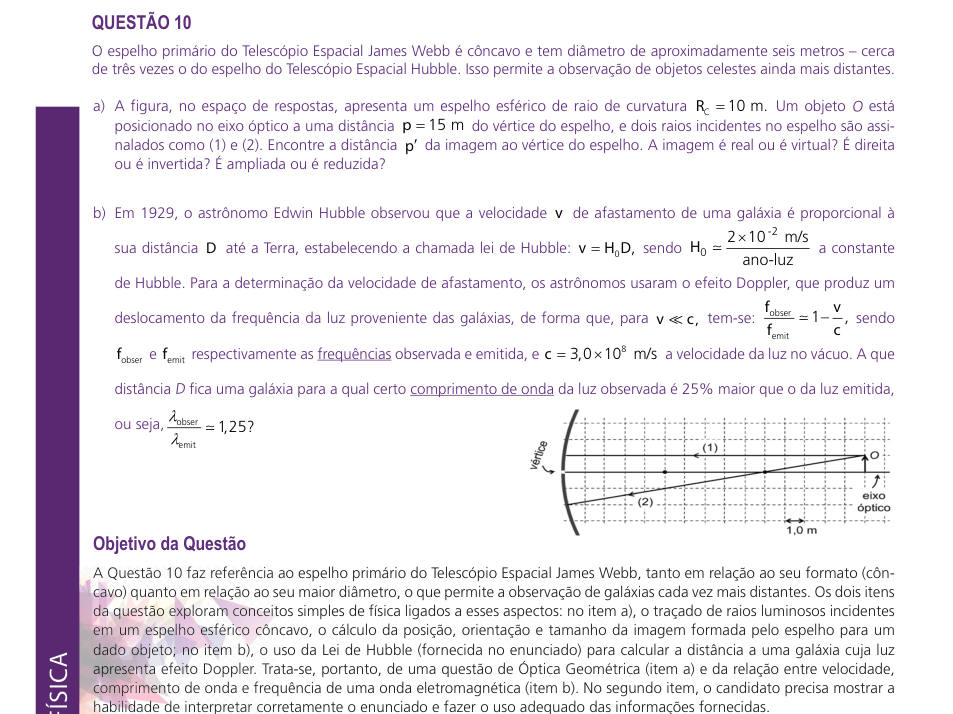 QUESTÃO 10
O espelho primário do Telescópio Espacial James Webb é côncavo e tem diâmetro de aproximadamente seis metros – cerca
de três vezes o do espelho do Telescópio Espacial Hubble. Isso permite a observação de objetos celestes ainda mais distantes.
a) A figura, no espaço de respostas, apresenta um espelho esférico de raio de curvatura R_C = 10 m. Um objeto O está
posicionado no eixo óptico a uma distância p = 15 m do vértice do espelho, e dois raios incidentes no espelho são assi-
nalados como (1) e (2). Encontre a distância p’ da imagem ao vértice do espelho. A imagem é real ou é virtual? É direita
ou é invertida? É ampliada ou é reduzida?
b) Em 1929, o astrônomo Edwin Hubble observou que a velocidade v de afastamento de uma galáxia é proporcional à
sua distância D até a Terra, estabelecendo a chamada lei de Hubble: v = H₀D, sendo H₀ = 2×10⁻² m/s / ano-luz a constante
de Hubble. Para a determinação da velocidade de afastamento, os astrônomos usaram o efeito Doppler, que produz um
deslocamento da frequência da luz proveniente das galáxias, de forma que, para v ≪ c, tem-se: f_obser / f_emit = 1 − v/c, sendo
f_obser e f_emit respectivamente as frequências observada e emitida, e c = 3,0×10⁸ m/s a velocidade da luz no vácuo. A que
distância D fica uma galáxia para a qual certo comprimento de onda da luz observada é 25% maior que o da luz emitida,
ou seja, λ_obser / λ_emit = 1,25?
vértice
(1)
O
(2)
eixo
óptico
1,0 m
Objetivo da Questão
A Questão 10 faz referência ao espelho primário do Telescópio Espacial James Webb, tanto em relação ao seu formato (côn-
cavo) quanto em relação ao seu maior diâmetro, o que permite a observação de galáxias cada vez mais distantes. Os dois itens
da questão exploram conceitos simples de física ligados a esses aspectos: no item a), o traçado de raios luminosos incidentes
em um espelho esférico côncavo, o cálculo da posição, orientação e tamanho da imagem formada pelo espelho para um
dado objeto; no item b), o uso da Lei de Hubble (fornecida no enunciado) para calcular a distância a uma galáxia cuja luz
apresenta efeito Doppler. Trata-se, portanto, de uma questão de Óptica Geométrica (item a) e da relação entre velocidade,
comprimento de onda e frequência de uma onda eletromagnética (item b). No segundo item, o candidato precisa mostrar a
habilidade de interpretar corretamente o enunciado e fazer o uso adequado das informações fornecidas.
FÍSICA